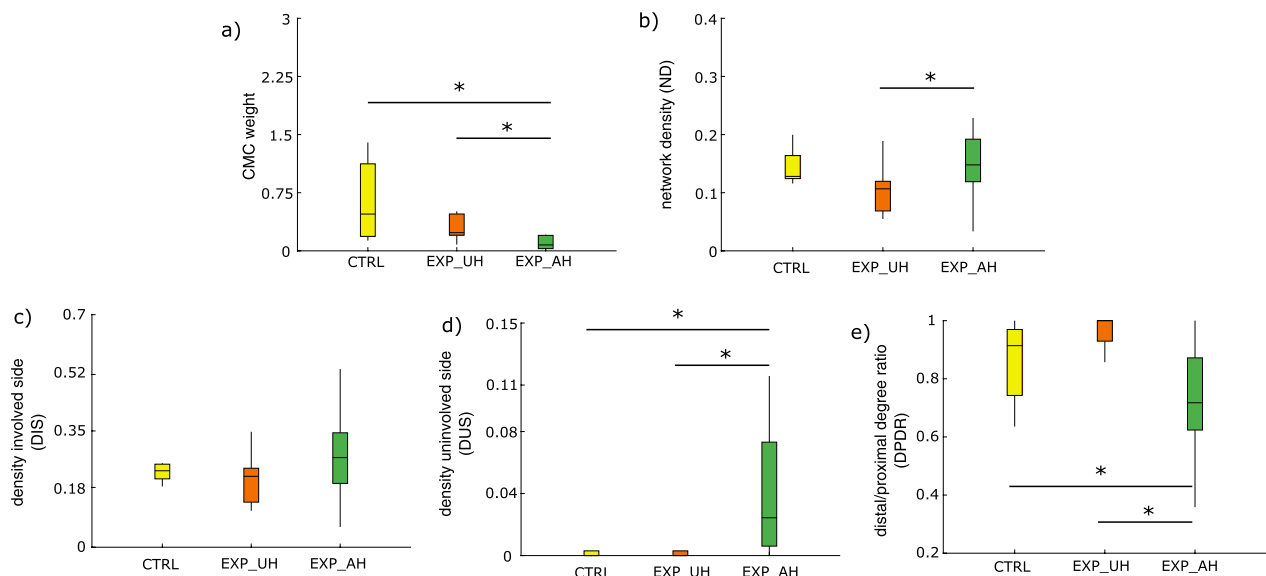 a)
CMC weight
3
2.25
1.5
0.75
0
*
*
CTRL EXP_UH EXP_AH
b)
network density (ND)
0.4
0.3
0.2
0.1
0
*
CTRL EXP_UH EXP_AH
c)
density involved side
(DIS)
0.7
0.52
0.35
0.18
0
CTRL EXP_UH EXP_AH
d)
density uninvolved side
(DUS)
0.15
0.11
0.08
0.04
0
*
*
CTRL EXP_UH EXP_AH
e)
distal/proximal degree ratio
(DPDR)
1
0.8
0.6
0.4
0.2
*
*
CTRL EXP_UH EXP_AH